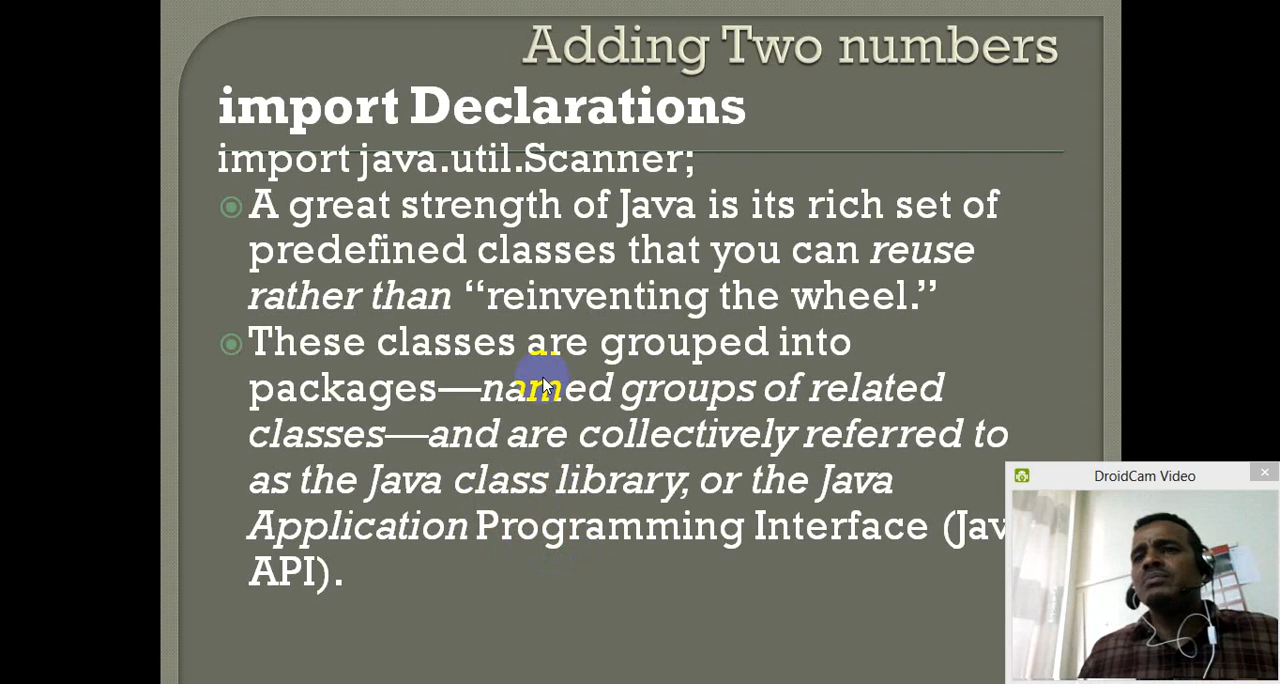 Adding Two numbers
import Declarations
import java.util.Scanner;
A great strength of Java is its rich set of
predefined classes that you can reuse
rather than “reinventing the wheel.”
These classes are grouped into
packages—named groups of related
classes—and are collectively referred to
as the Java class library, or the Java
Application Programming Interface (Jav
API).
DroidCam Video